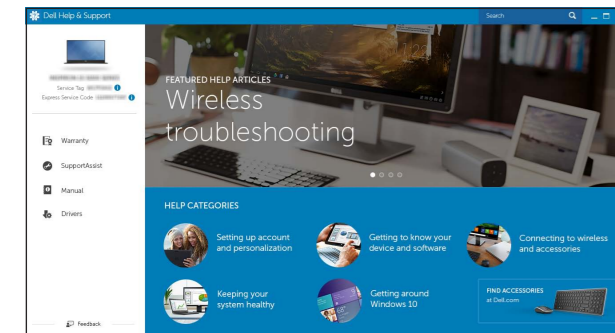 Dell Help & Support
Search
Service Tag:
Express Service Code:
Warranty
SupportAssist
Manual
Drivers
Feedback
FEATURED HELP ARTICLES
Wireless
troubleshooting
HELP CATEGORIES
Setting up account
and personalization
Getting to know your
device and software
Connecting to wireless
and accessories
Keeping your
system healthy
Getting around
Windows 10
FIND ACCESSORIES
at Dell.com